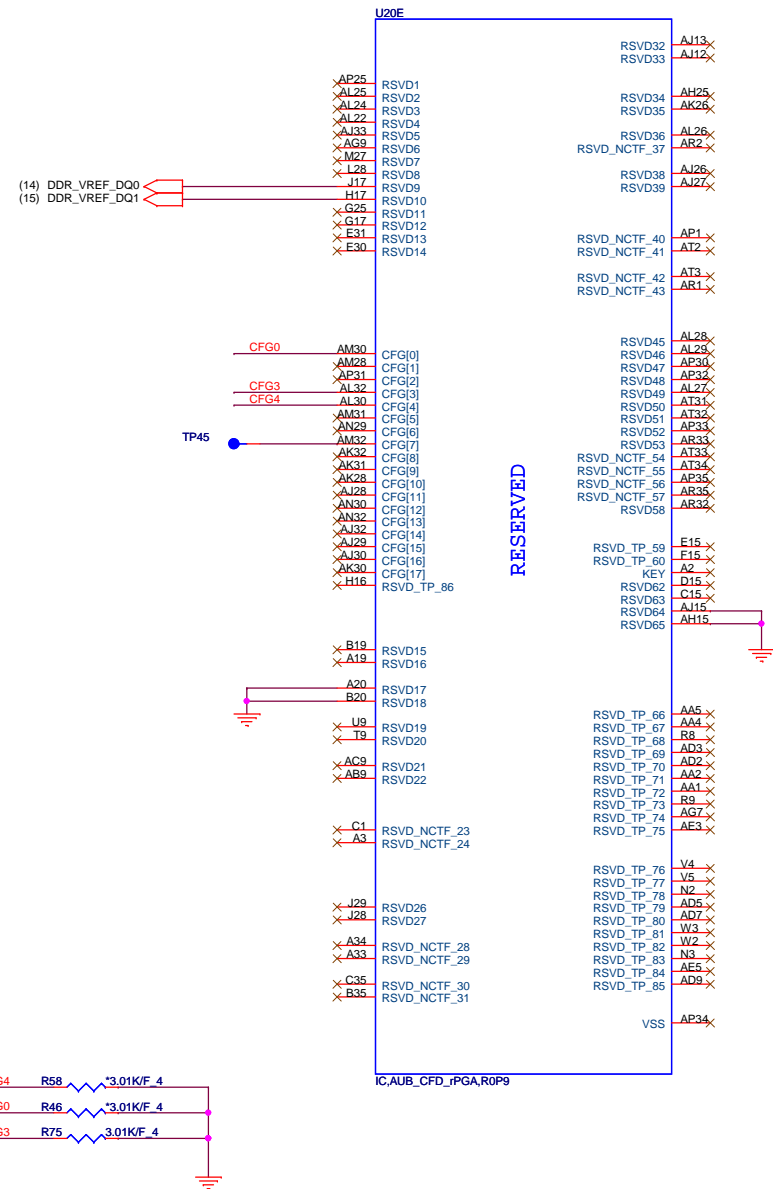 U20E
AP25 RSVD1
AL25 RSVD2
AL24 RSVD3
AL22 RSVD4
AJ33 RSVD5
AG9 RSVD6
M27 RSVD7
L28 RSVD8
(14) DDR_VREF_DQ0 J17 RSVD9
(15) DDR_VREF_DQ1 H17 RSVD10
G25 RSVD11
G17 RSVD12
E31 RSVD13
E30 RSVD14
CFG0 AM30 CFG[0]
AM28 CFG[1]
AP31 CFG[2]
CFG3 AL32 CFG[3]
CFG4 AL30 CFG[4]
AM31 CFG[5]
AN29 CFG[6]
TP45 AM32 CFG[7]
AK32 CFG[8]
AK31 CFG[9]
AK28 CFG[10]
AJ28 CFG[11]
AN30 CFG[12]
AN32 CFG[13]
AJ32 CFG[14]
AJ29 CFG[15]
AJ30 CFG[16]
AK30 CFG[17]
H16 RSVD_TP_86
B19 RSVD15
A19 RSVD16
A20 RSVD17
B20 RSVD18
U9 RSVD19
T9 RSVD20
AC9 RSVD21
AB9 RSVD22
C1 RSVD_NCTF_23
A3 RSVD_NCTF_24
J29 RSVD26
J28 RSVD27
A34 RSVD_NCTF_28
A33 RSVD_NCTF_29
C35 RSVD_NCTF_30
B35 RSVD_NCTF_31
RESERVED
RSVD32 AJ13
RSVD33 AJ12
RSVD34 AH25
RSVD35 AK26
RSVD36 AL26
RSVD_NCTF_37 AR2
RSVD38 AJ26
RSVD39 AJ27
RSVD_NCTF_40 AP1
RSVD_NCTF_41 AT2
RSVD_NCTF_42 AT3
RSVD_NCTF_43 AR1
RSVD45 AL28
RSVD46 AL29
RSVD47 AP30
RSVD48 AP32
RSVD49 AL27
RSVD50 AT31
RSVD51 AT32
RSVD52 AP33
RSVD53 AR33
RSVD_NCTF_54 AT33
RSVD_NCTF_55 AT34
RSVD_NCTF_56 AP35
RSVD_NCTF_57 AR35
RSVD58 AR32
RSVD_TP_59 E15
RSVD_TP_60 F15
KEY A2
RSVD62 D15
RSVD63 C15
RSVD64 AJ15
RSVD65 AH15
RSVD_TP_66 AA5
RSVD_TP_67 AA4
RSVD_TP_68 R8
RSVD_TP_69 AD3
RSVD_TP_70 AD2
RSVD_TP_71 AA2
RSVD_TP_72 AA1
RSVD_TP_73 R9
RSVD_TP_74 AG7
RSVD_TP_75 AE3
RSVD_TP_76 V4
RSVD_TP_77 V5
RSVD_TP_78 N2
RSVD_TP_79 AD5
RSVD_TP_80 AD7
RSVD_TP_81 W3
RSVD_TP_82 W2
RSVD_TP_83 N3
RSVD_TP_84 AE5
RSVD_TP_85 AD9
VSS AP34
IC,AUB_CFD_rPGA,R0P9
G4 R58 *3.01K/F_4
G0 R46 *3.01K/F_4
G3 R75 3.01K/F_4